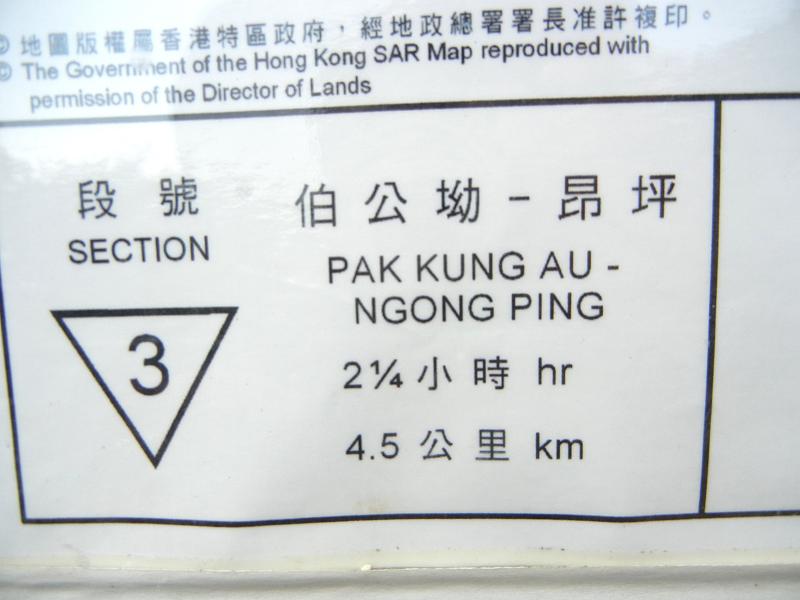 © 地圖版權屬香港特區政府，經地政總署署長准許複印。
© The Government of the Hong Kong SAR Map reproduced with
permission of the Director of Lands
段號
SECTION
3
伯公坳 - 昂坪
PAK KUNG AU -
NGONG PING
2¼ 小時 hr
4.5 公里 km